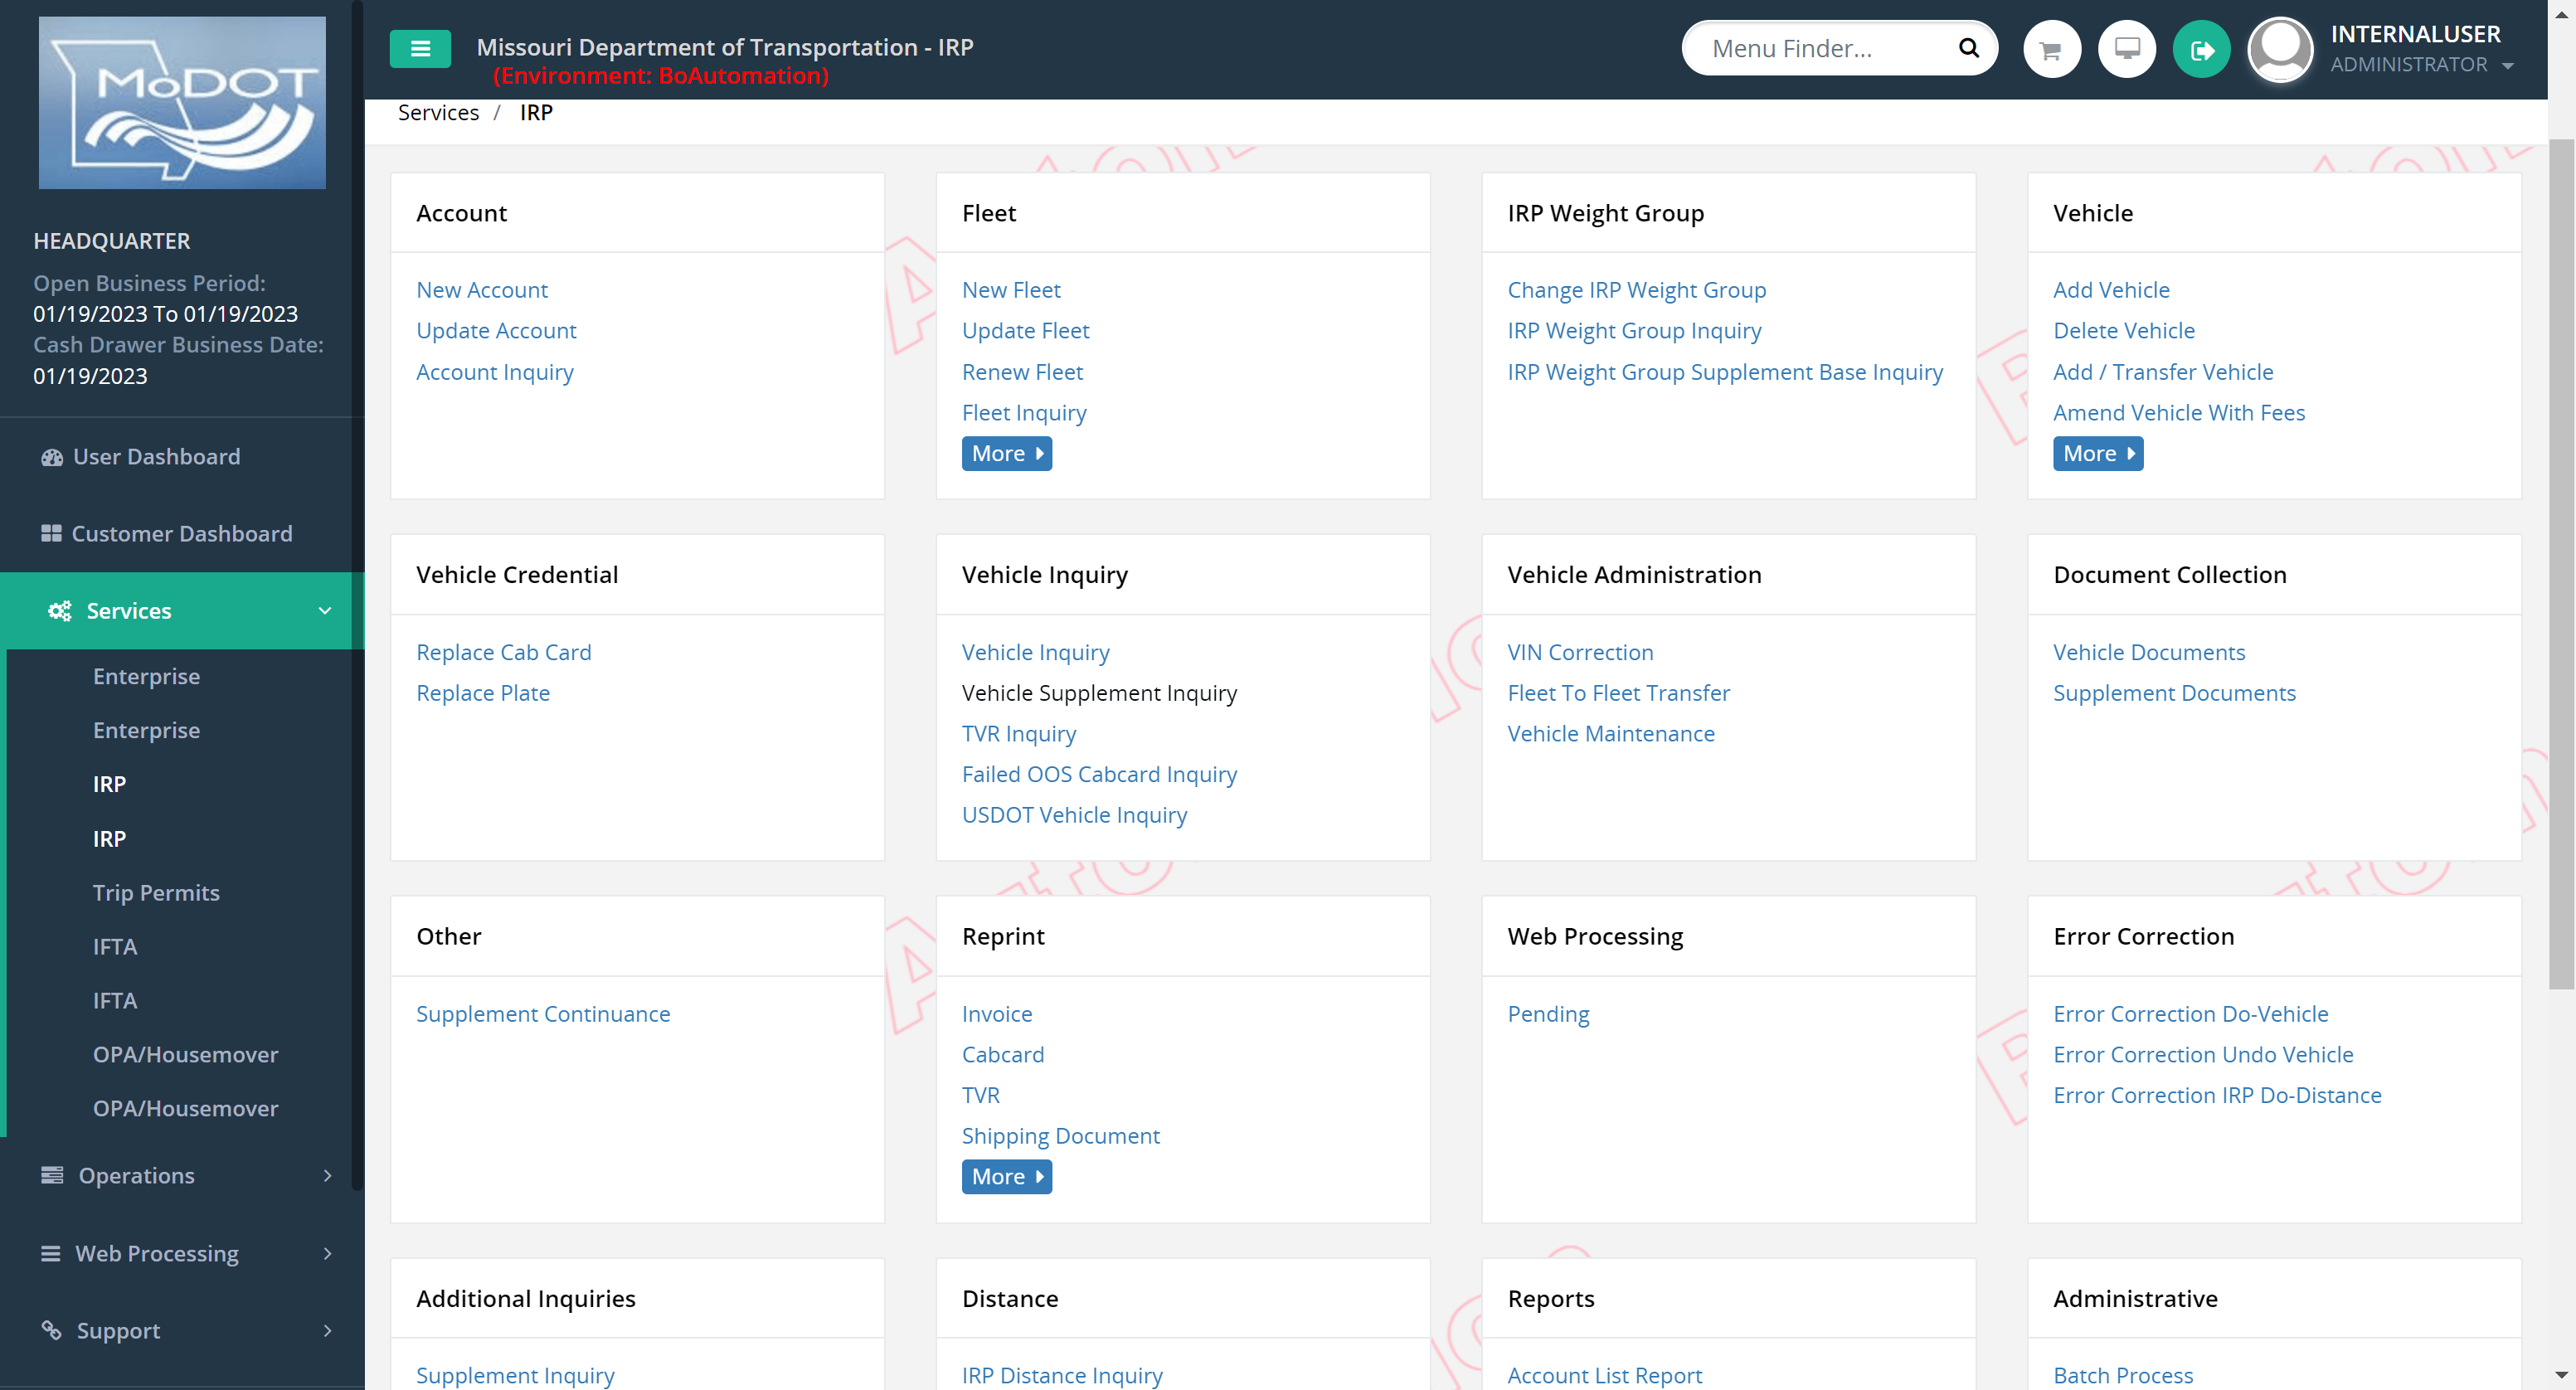 MoDOT
HEADQUARTER
Open Business Period:
01/19/2023 To 01/19/2023
Cash Drawer Business Date:
01/19/2023
User Dashboard
Customer Dashboard
Services
Enterprise
Enterprise
IRP
IRP
Trip Permits
IFTA
IFTA
OPA/Housemover
OPA/Housemover
Operations
Web Processing
Support
Missouri Department of Transportation - IRP
(Environment: BoAutomation)
Menu Finder...
INTERNALUSER
ADMINISTRATOR
Services / IRP
Account
New Account
Update Account
Account Inquiry
Fleet
New Fleet
Update Fleet
Renew Fleet
Fleet Inquiry
More
IRP Weight Group
Change IRP Weight Group
IRP Weight Group Inquiry
IRP Weight Group Supplement Base Inquiry
Vehicle
Add Vehicle
Delete Vehicle
Add / Transfer Vehicle
Amend Vehicle With Fees
More
Vehicle Credential
Replace Cab Card
Replace Plate
Vehicle Inquiry
Vehicle Inquiry
Vehicle Supplement Inquiry
TVR Inquiry
Failed OOS Cabcard Inquiry
USDOT Vehicle Inquiry
Vehicle Administration
VIN Correction
Fleet To Fleet Transfer
Vehicle Maintenance
Document Collection
Vehicle Documents
Supplement Documents
Other
Supplement Continuance
Reprint
Invoice
Cabcard
TVR
Shipping Document
More
Web Processing
Pending
Error Correction
Error Correction Do-Vehicle
Error Correction Undo Vehicle
Error Correction IRP Do-Distance
Additional Inquiries
Supplement Inquiry
Distance
IRP Distance Inquiry
Reports
Account List Report
Administrative
Batch Process